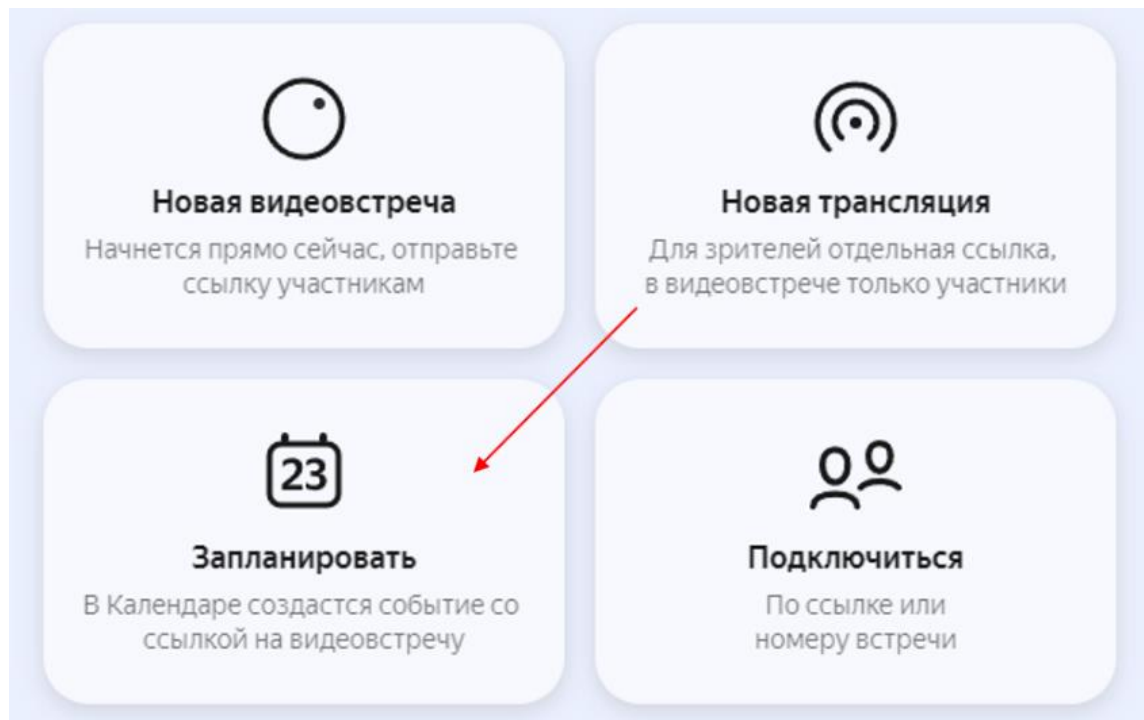 Новая видеовстреча
Начнется прямо сейчас, отправьте
ссылку участникам
Новая трансляция
Для зрителей отдельная ссылка,
в видеовстрече только участники
23
Запланировать
В Календаре создастся событие со
ссылкой на видеовстречу
Подключиться
По ссылке или
номеру встречи